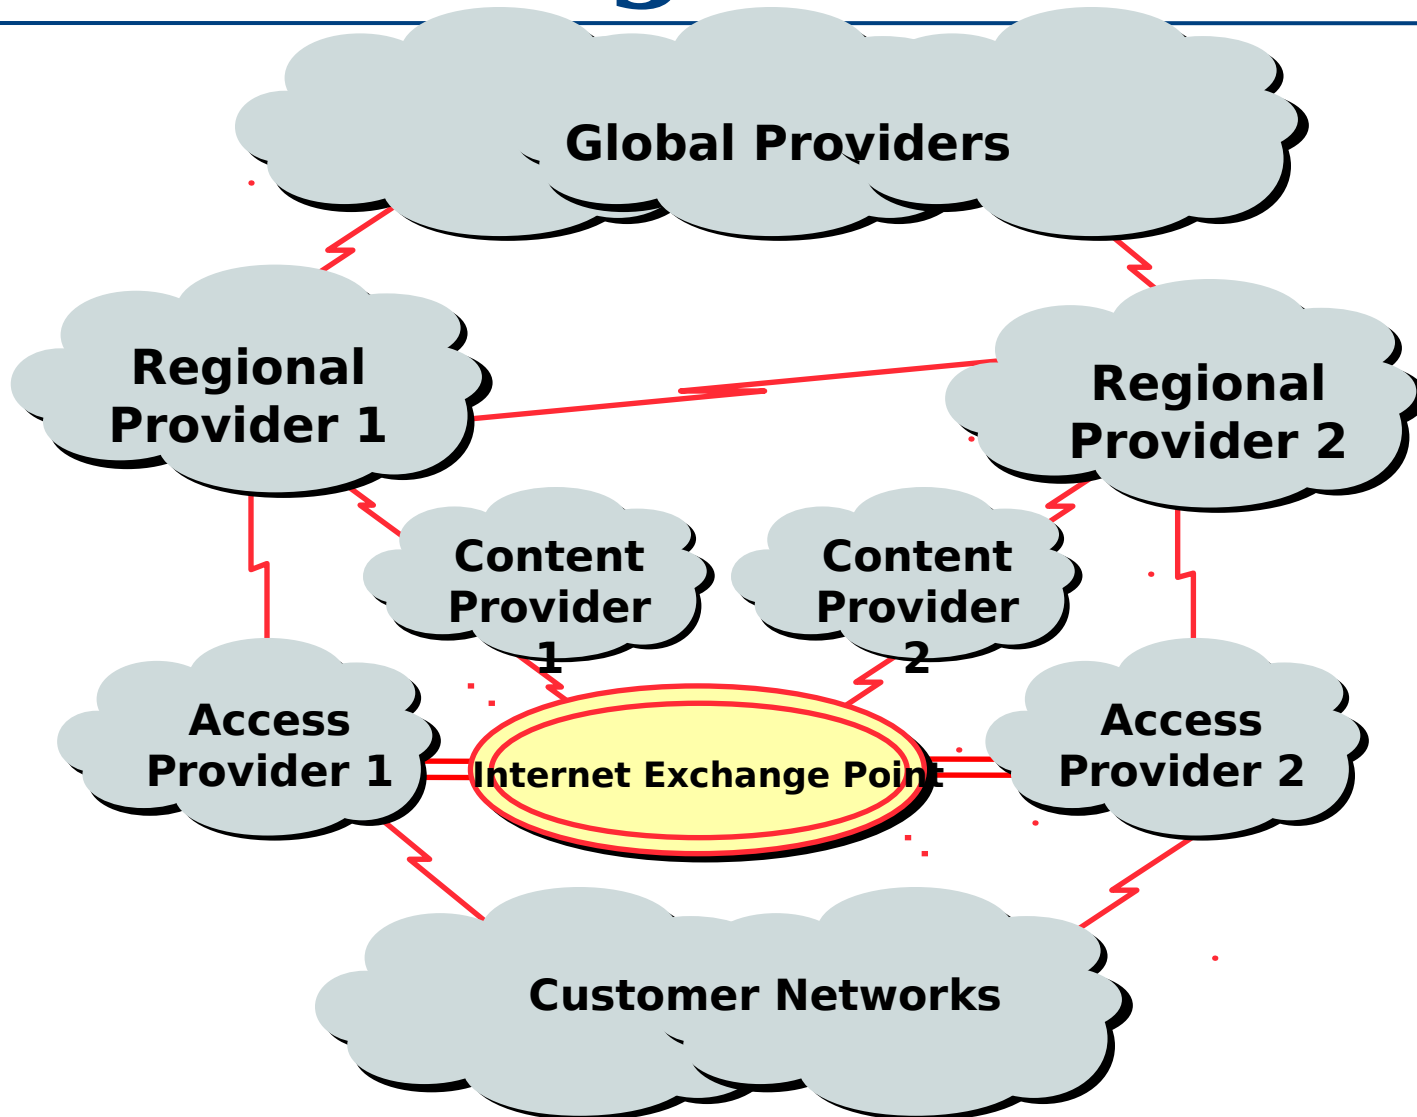 Global Providers
Regional
Provider 1
Regional
Provider 2
Content
Provider
1
Content
Provider
2
Access
Provider 1
Internet Exchange Point
Access
Provider 2
Customer Networks